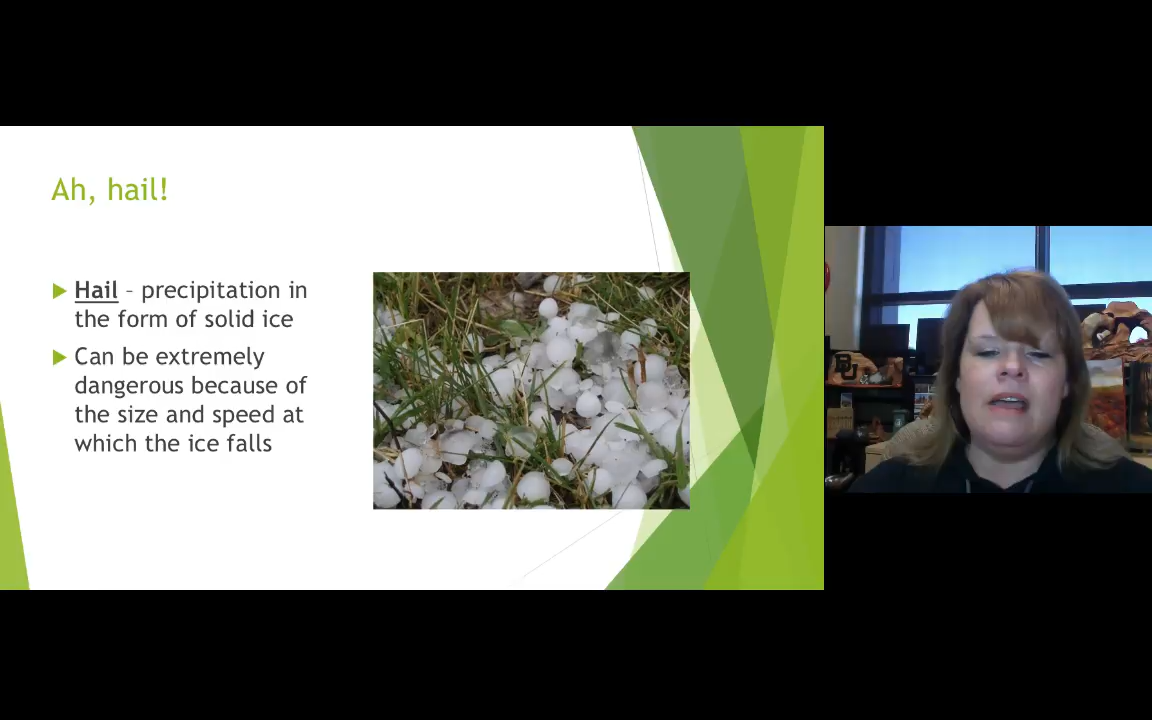 Ah, hail!
Hail – precipitation in
the form of solid ice
Can be extremely
dangerous because of
the size and speed at
which the ice falls
BU